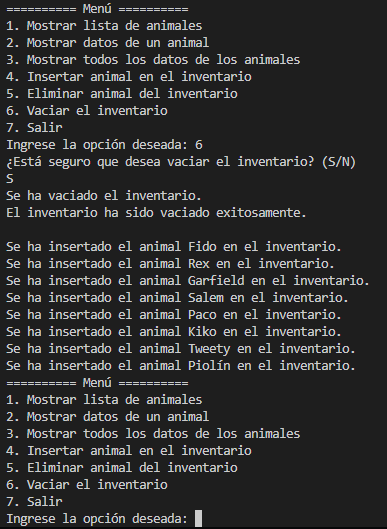 ========== Menú ==========
1. Mostrar lista de animales
2. Mostrar datos de un animal
3. Mostrar todos los datos de los animales
4. Insertar animal en el inventario
5. Eliminar animal del inventario
6. Vaciar el inventario
7. Salir
Ingrese la opción deseada: 6
¿Está seguro que desea vaciar el inventario? (S/N)
S
Se ha vaciado el inventario.
El inventario ha sido vaciado exitosamente.

Se ha insertado el animal Fido en el inventario.
Se ha insertado el animal Rex en el inventario.
Se ha insertado el animal Garfield en el inventario.
Se ha insertado el animal Salem en el inventario.
Se ha insertado el animal Paco en el inventario.
Se ha insertado el animal Kiko en el inventario.
Se ha insertado el animal Tweety en el inventario.
Se ha insertado el animal Piolín en el inventario.
========== Menú ==========
1. Mostrar lista de animales
2. Mostrar datos de un animal
3. Mostrar todos los datos de los animales
4. Insertar animal en el inventario
5. Eliminar animal del inventario
6. Vaciar el inventario
7. Salir
Ingrese la opción deseada: